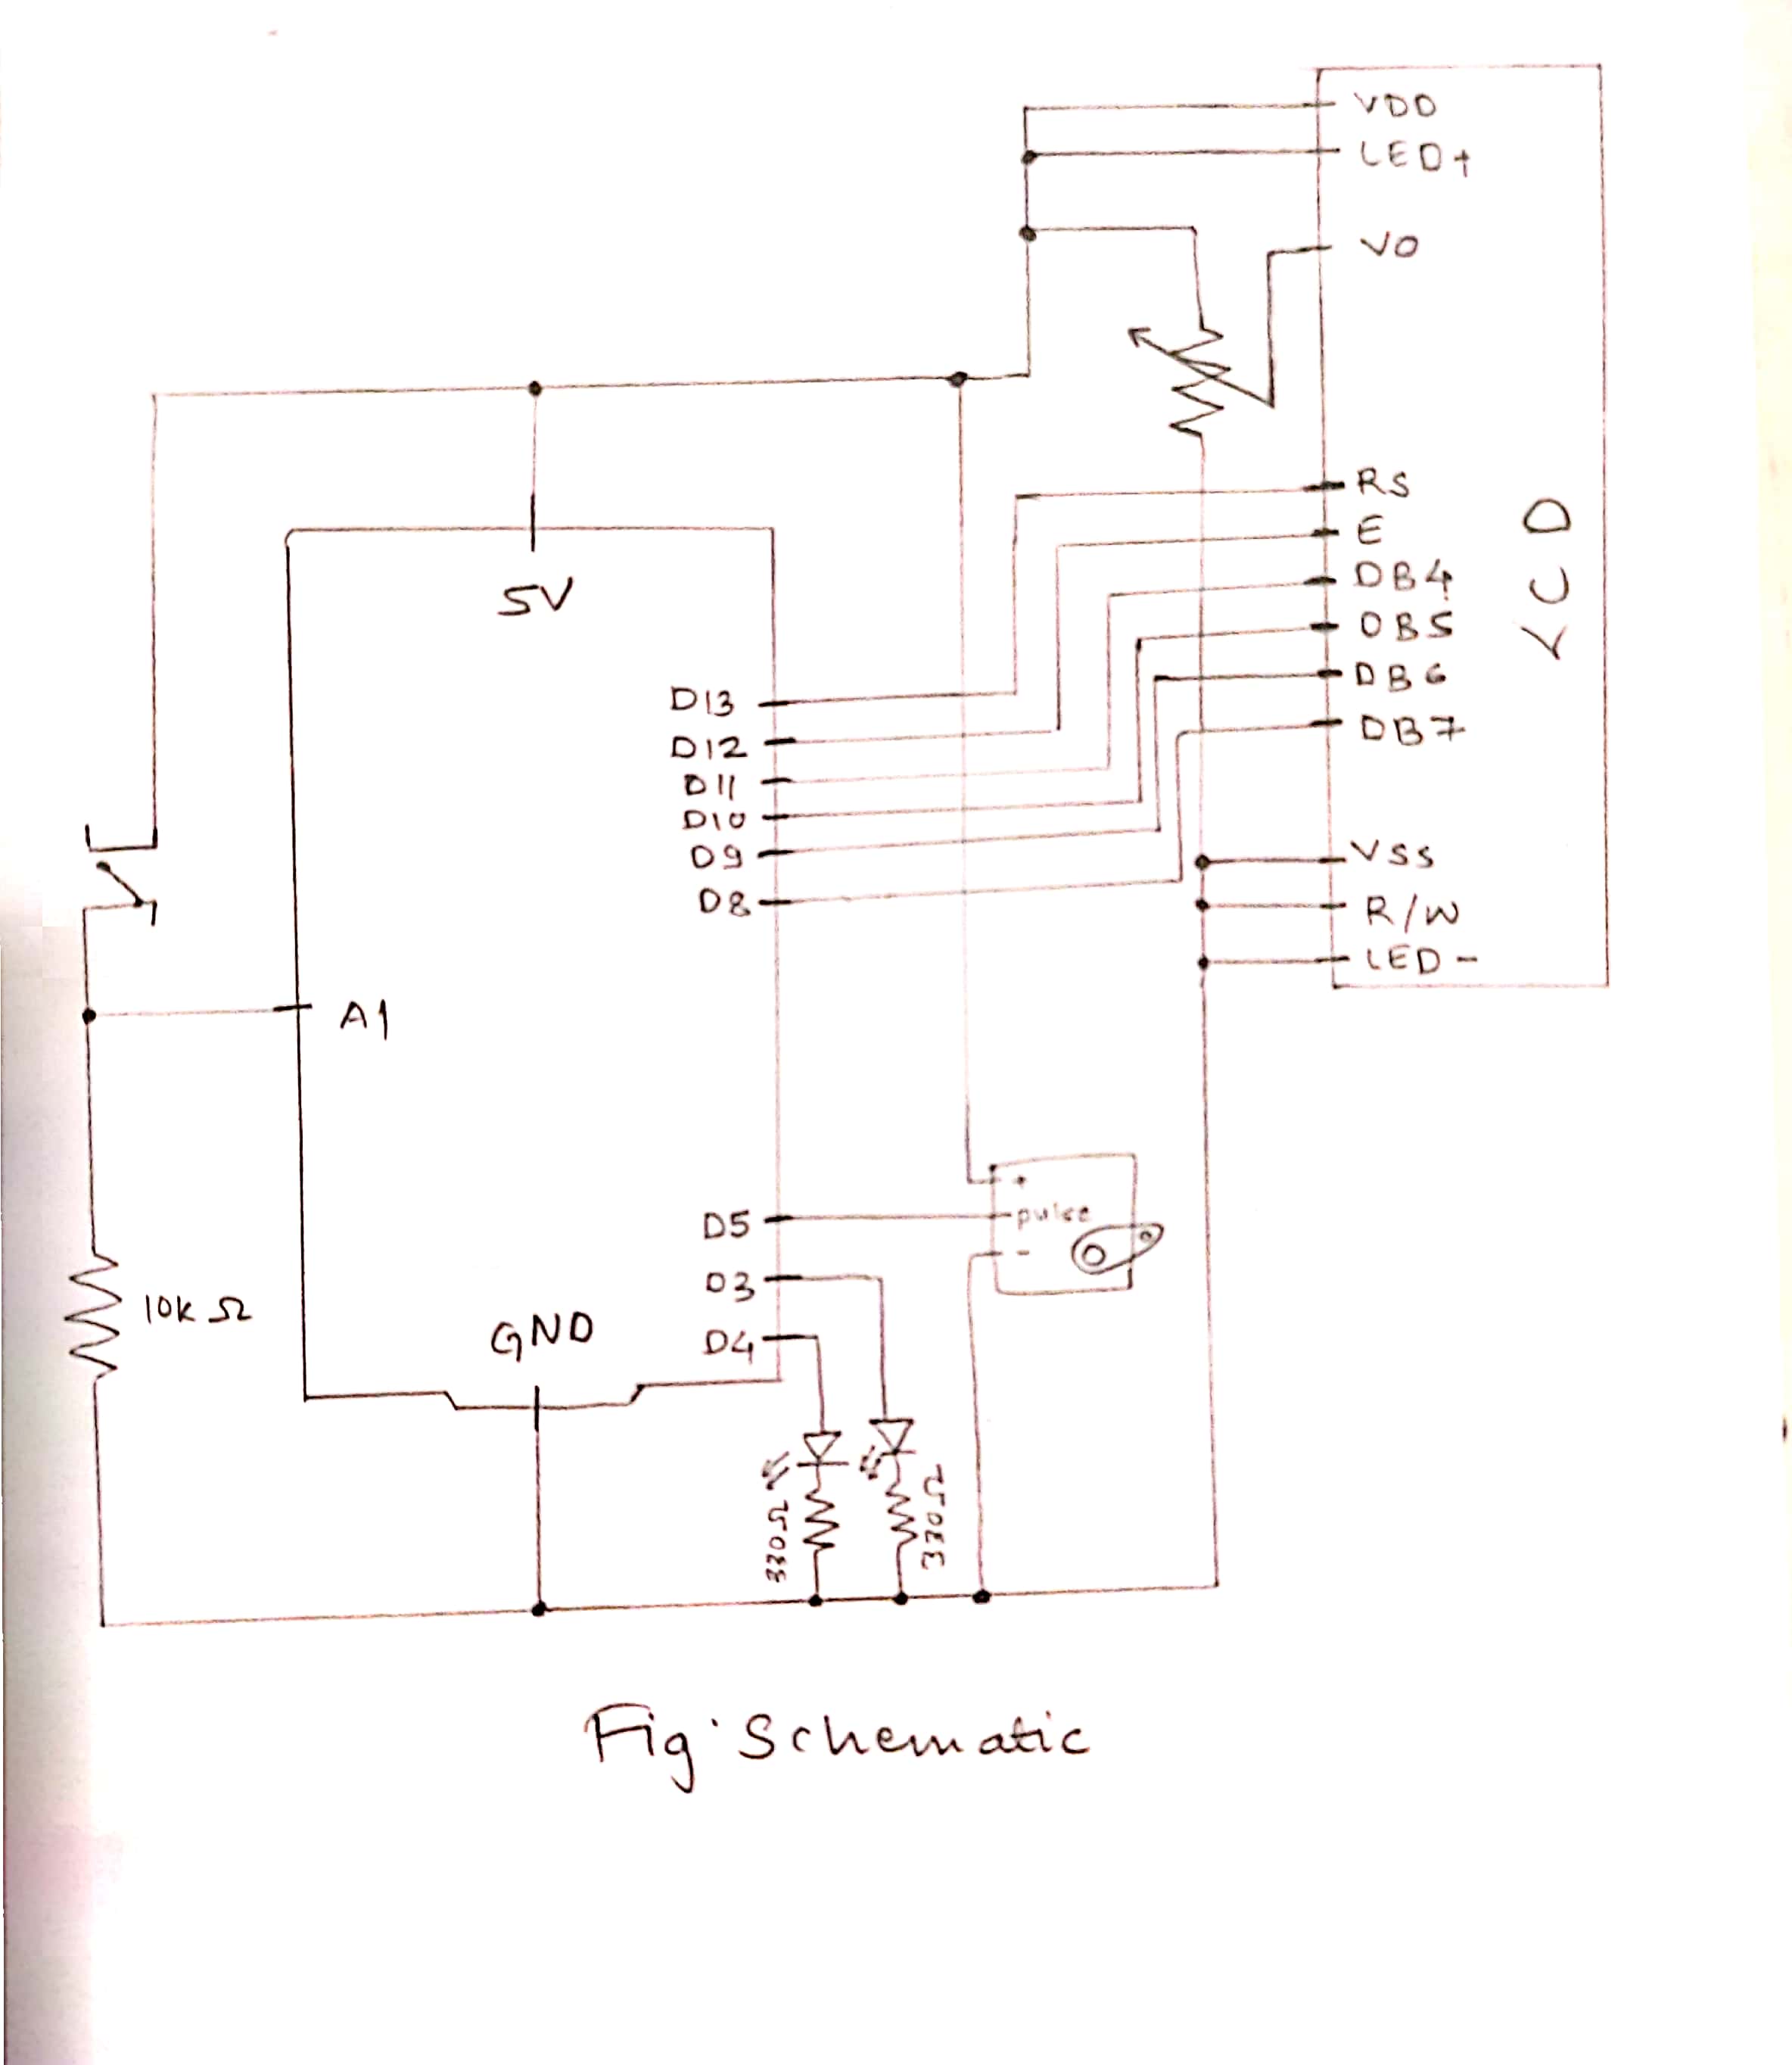 VDD
LED+
VO
RS
E
DB4
DB5
DB6
DB7
VSS
R/W
LED-
LCD
5V
D13
D12
D11
D10
D9
D8
A1
D5
D3
D4
GND
+
pulse
-
10K Ω
330Ω
330Ω
Fig: Schematic